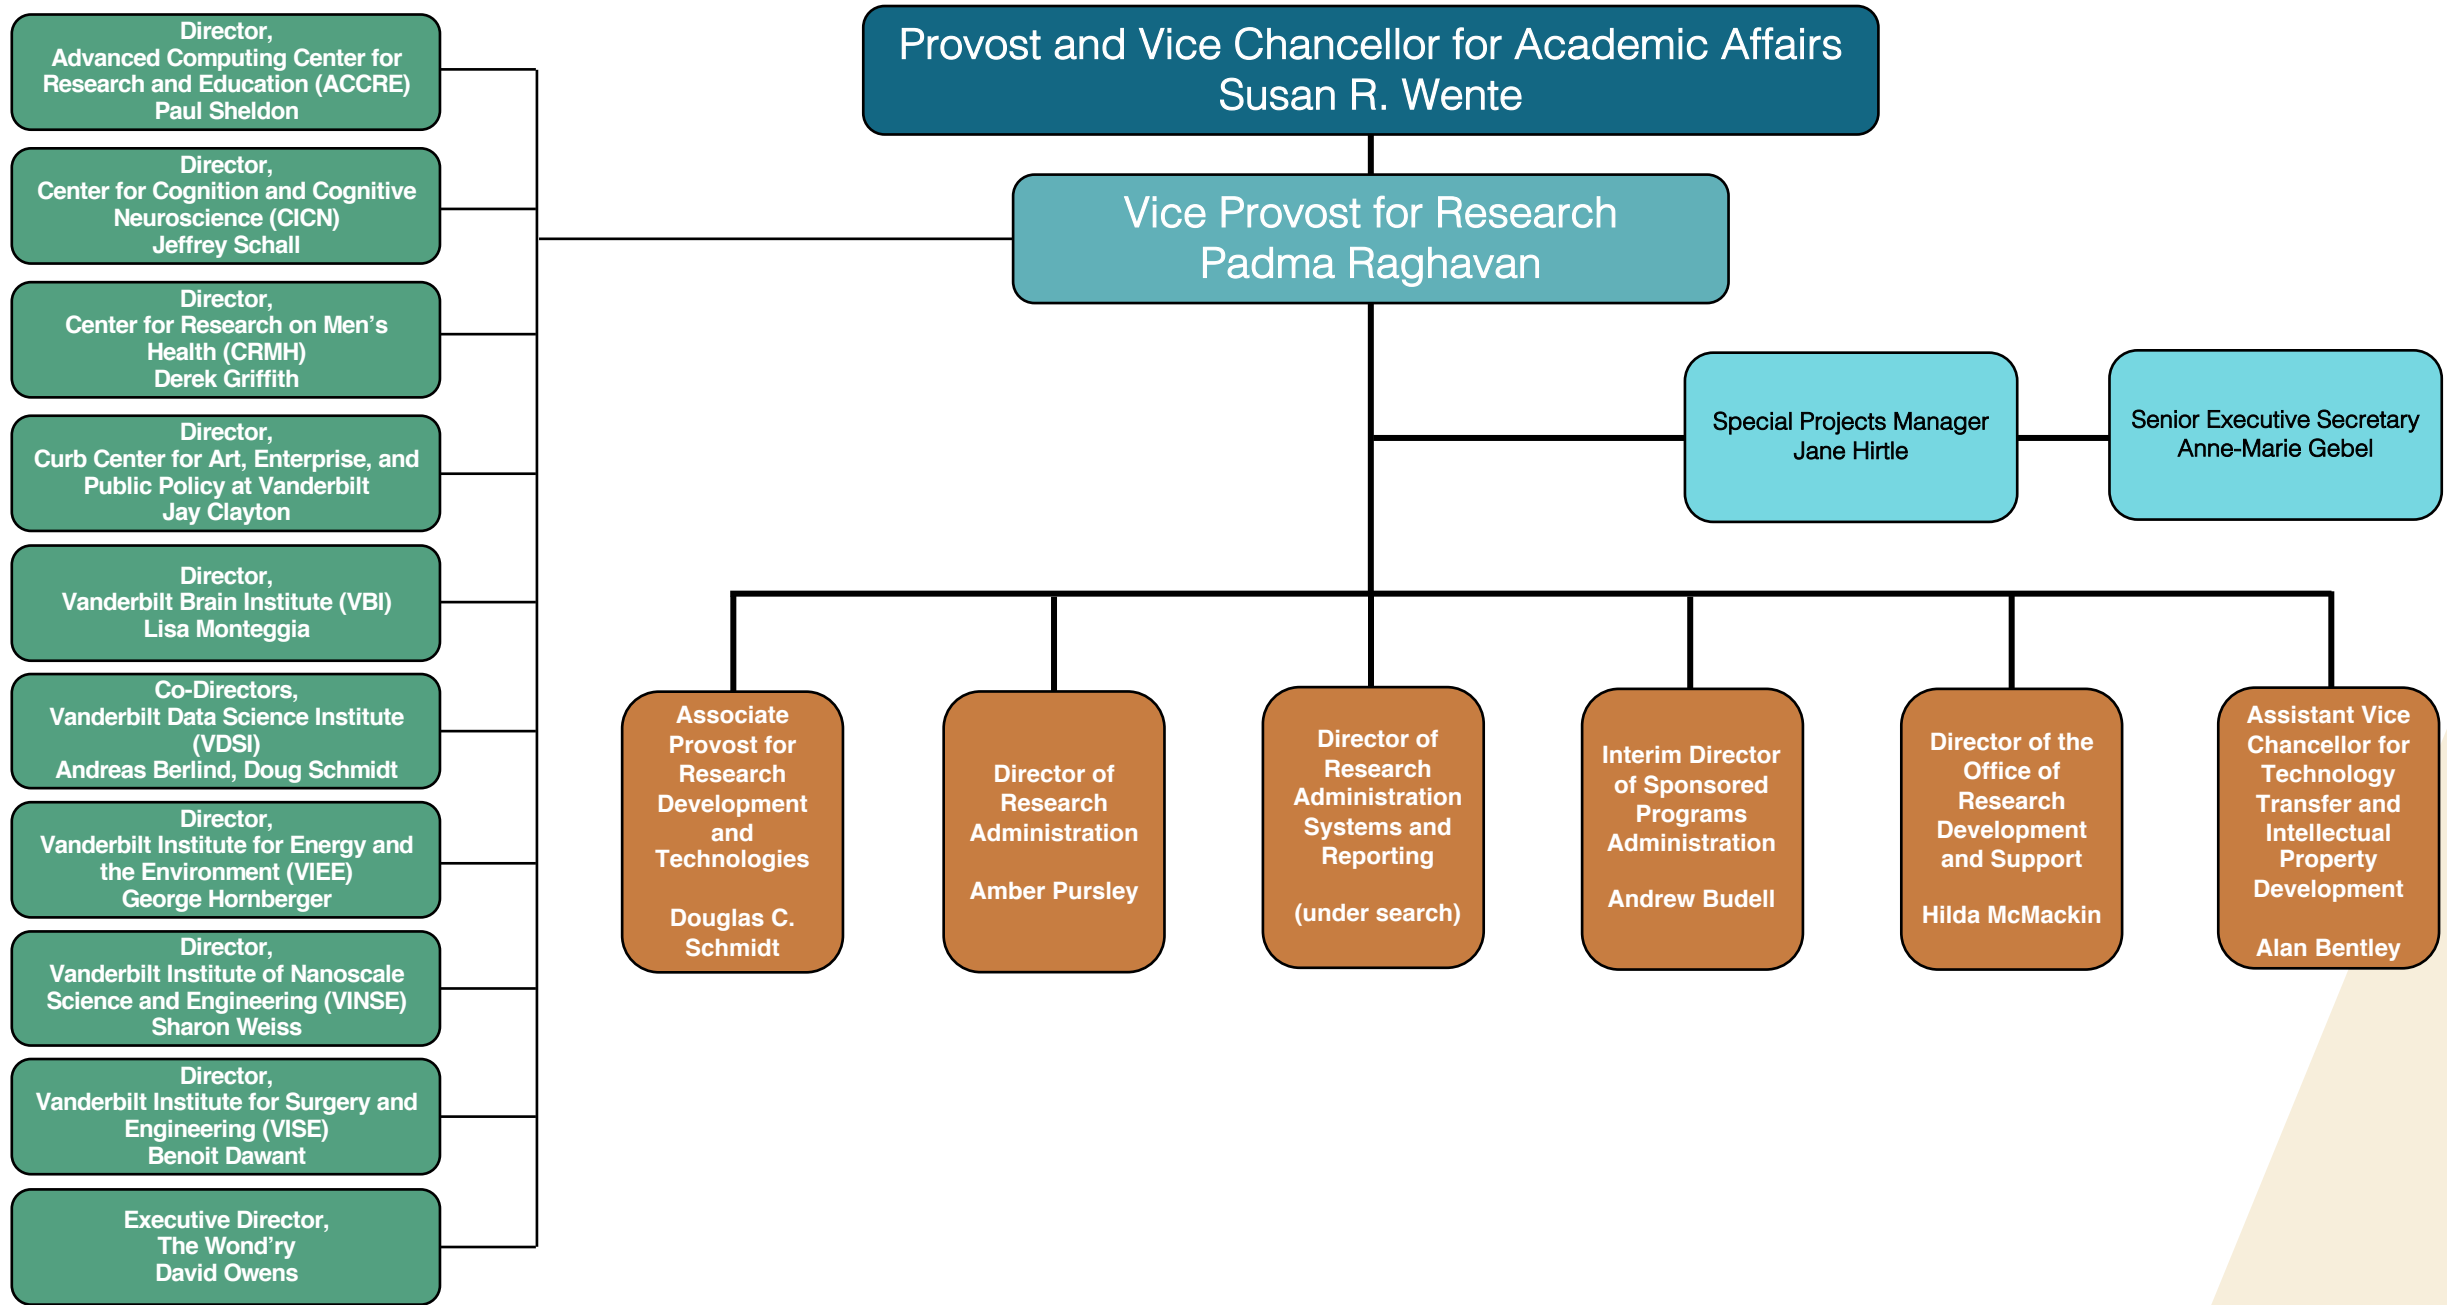 Provost and Vice Chancellor for Academic Affairs
Susan R. Wente
Vice Provost for Research
Padma Raghavan
Director,
Advanced Computing Center for
Research and Education (ACCRE)
Paul Sheldon
Director,
Center for Cognition and Cognitive
Neuroscience (CICN)
Jeffrey Schall
Director,
Center for Research on Men’s
Health (CRMH)
Derek Griffith
Director,
Curb Center for Art, Enterprise, and
Public Policy at Vanderbilt
Jay Clayton
Director,
Vanderbilt Brain Institute (VBI)
Lisa Monteggia
Co-Directors,
Vanderbilt Data Science Institute
(VDSI)
Andreas Berlind, Doug Schmidt
Director,
Vanderbilt Institute for Energy and
the Environment (VIEE)
George Hornberger
Director,
Vanderbilt Institute of Nanoscale
Science and Engineering (VINSE)
Sharon Weiss
Director,
Vanderbilt Institute for Surgery and
Engineering (VISE)
Benoit Dawant
Executive Director,
The Wond’ry
David Owens
Special Projects Manager
Jane Hirtle
Senior Executive Secretary
Anne-Marie Gebel
Associate
Provost for
Research
Development
and
Technologies
Douglas C.
Schmidt
Director of
Research
Administration
Amber Pursley
Director of
Research
Administration
Systems and
Reporting
(under search)
Interim Director
of Sponsored
Programs
Administration
Andrew Budell
Director of the
Office of
Research
Development
and Support
Hilda McMackin
Assistant Vice
Chancellor for
Technology
Transfer and
Intellectual
Property
Development
Alan Bentley